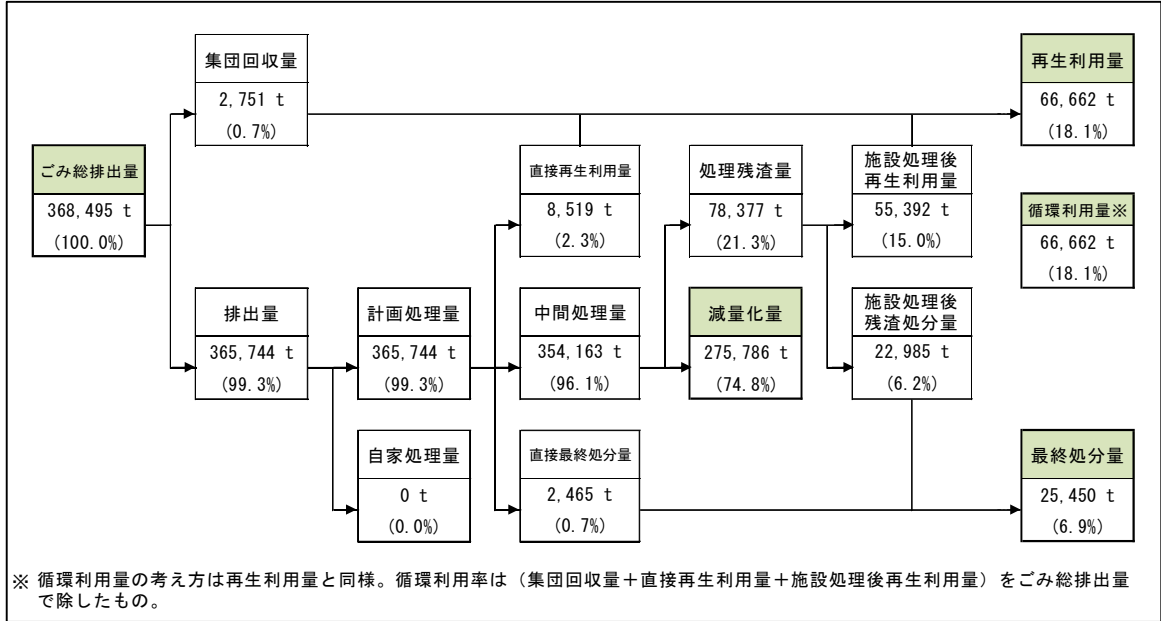 集団回収量
2,751 t
(0.7%)
再生利用量
66,662 t
(18.1%)
ごみ総排出量
368,495 t
(100.0%)
直接再生利用量
8,519 t
(2.3%)
処理残渣量
78,377 t
(21.3%)
施設処理後
再生利用量
55,392 t
(15.0%)
循環利用量※
66,662 t
(18.1%)
排出量
365,744 t
(99.3%)
計画処理量
365,744 t
(99.3%)
中間処理量
354,163 t
(96.1%)
減量化量
275,786 t
(74.8%)
施設処理後
残渣処分量
22,985 t
(6.2%)
自家処理量
0 t
(0.0%)
直接最終処分量
2,465 t
(0.7%)
最終処分量
25,450 t
(6.9%)
※ 循環利用量の考え方は再生利用量と同様。循環利用率は（集団回収量＋直接再生利用量＋施設処理後再生利用量）をごみ総排出量
で除したもの。